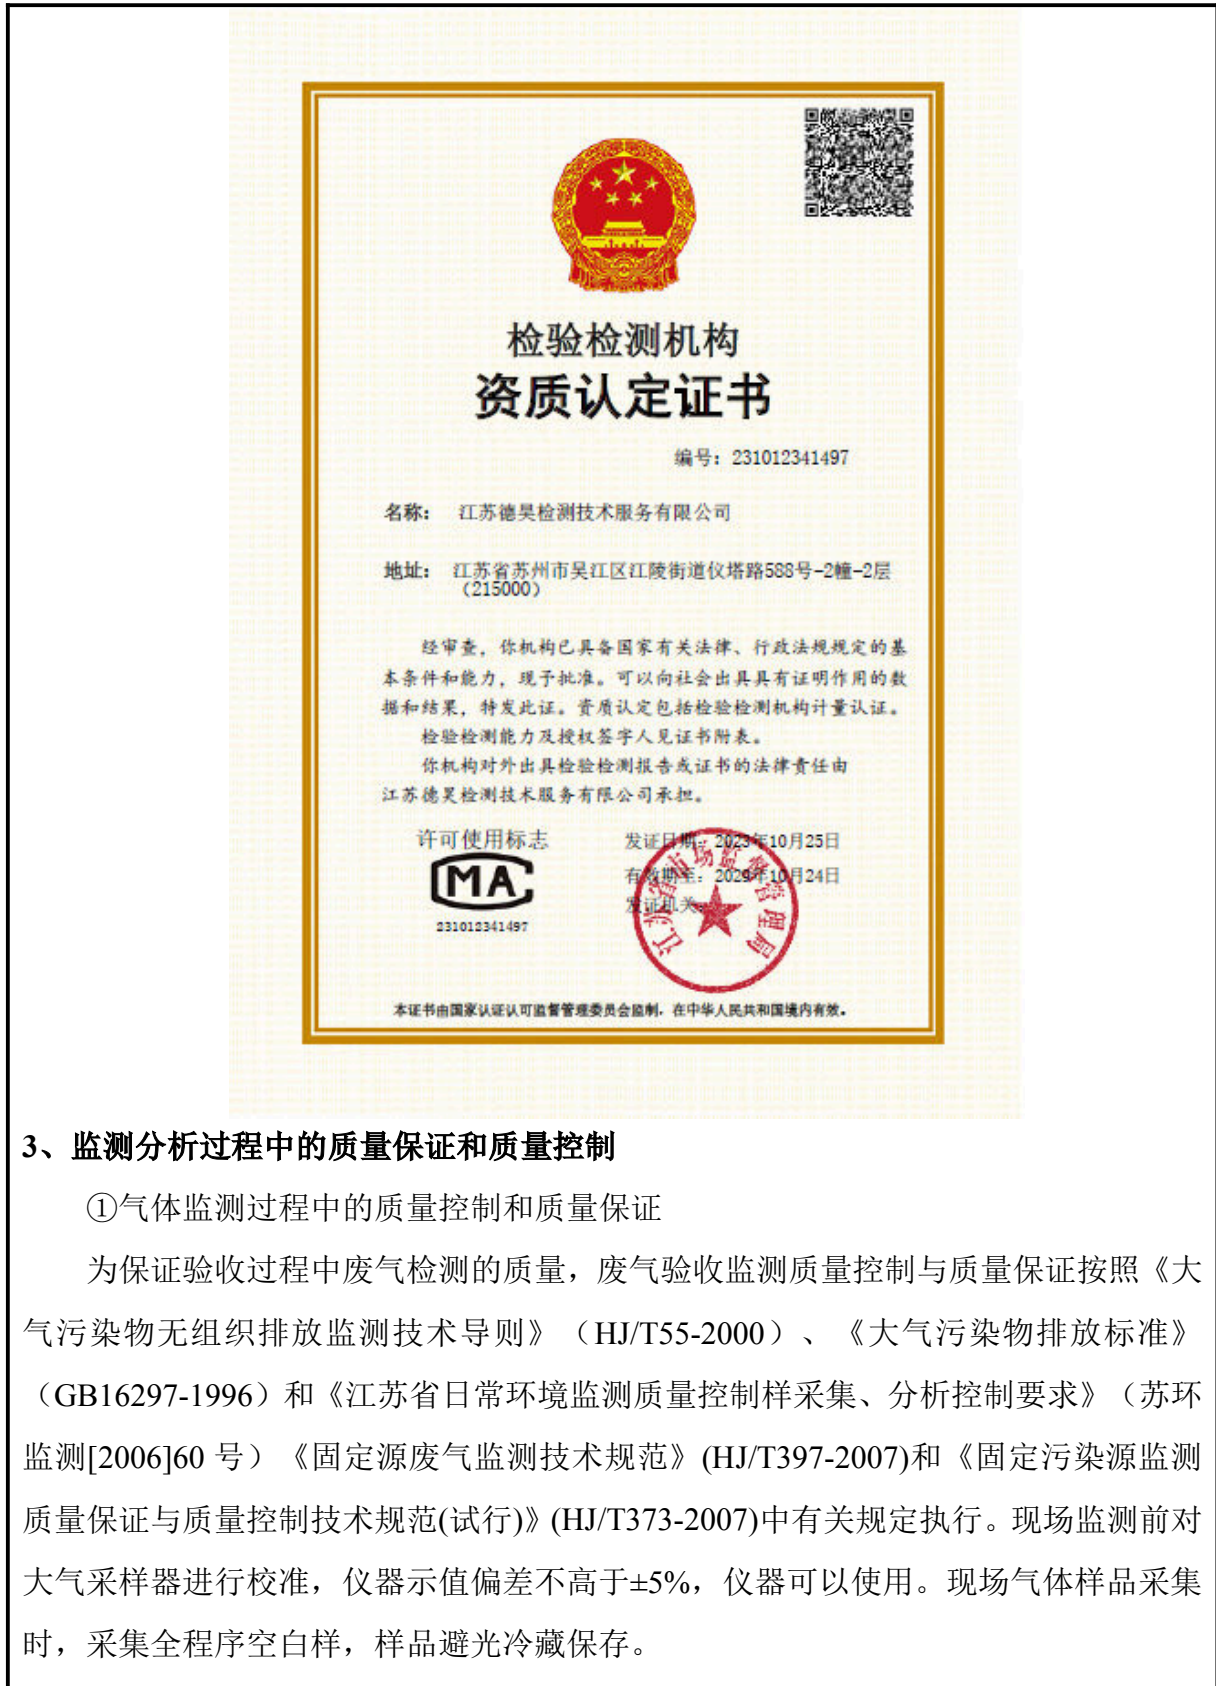 检验检测机构
资质认定证书
编号：231012341497
名称： 江苏德昊检测技术服务有限公司
地址： 江苏省苏州市吴江区江陵街道仪塔路588号-2幢-2层
（215000）
经审查，你机构已具备国家有关法律、行政法规规定的基
本条件和能力，现予批准。可以向社会出具具有证明作用的数
据和结果，特发此证。资质认定包括检验检测机构计量认证。
检验检测能力及授权签字人见证书附表。
你机构对外出具检验检测报告或证书的法律责任由
江苏德昊检测技术服务有限公司承担。
许可使用标志
MA
231012341497
发证日期：2023年10月25日
有效期至：2029年10月24日
发证机关：
江苏省市场监督管理局
本证书由国家认证认可监督管理委员会监制，在中华人民共和国境内有效。
3、监测分析过程中的质量保证和质量控制
①气体监测过程中的质量控制和质量保证
为保证验收过程中废气检测的质量，废气验收监测质量控制与质量保证按照《大
气污染物无组织排放监测技术导则》（HJ/T55-2000）、《大气污染物排放标准》
（GB16297-1996）和《江苏省日常环境监测质量控制样采集、分析控制要求》（苏环
监测[2006]60 号）《固定源废气监测技术规范》(HJ/T397-2007)和《固定污染源监测
质量保证与质量控制技术规范(试行)》(HJ/T373-2007)中有关规定执行。现场监测前对
大气采样器进行校准，仪器示值偏差不高于±5%，仪器可以使用。现场气体样品采集
时，采集全程序空白样，样品避光冷藏保存。